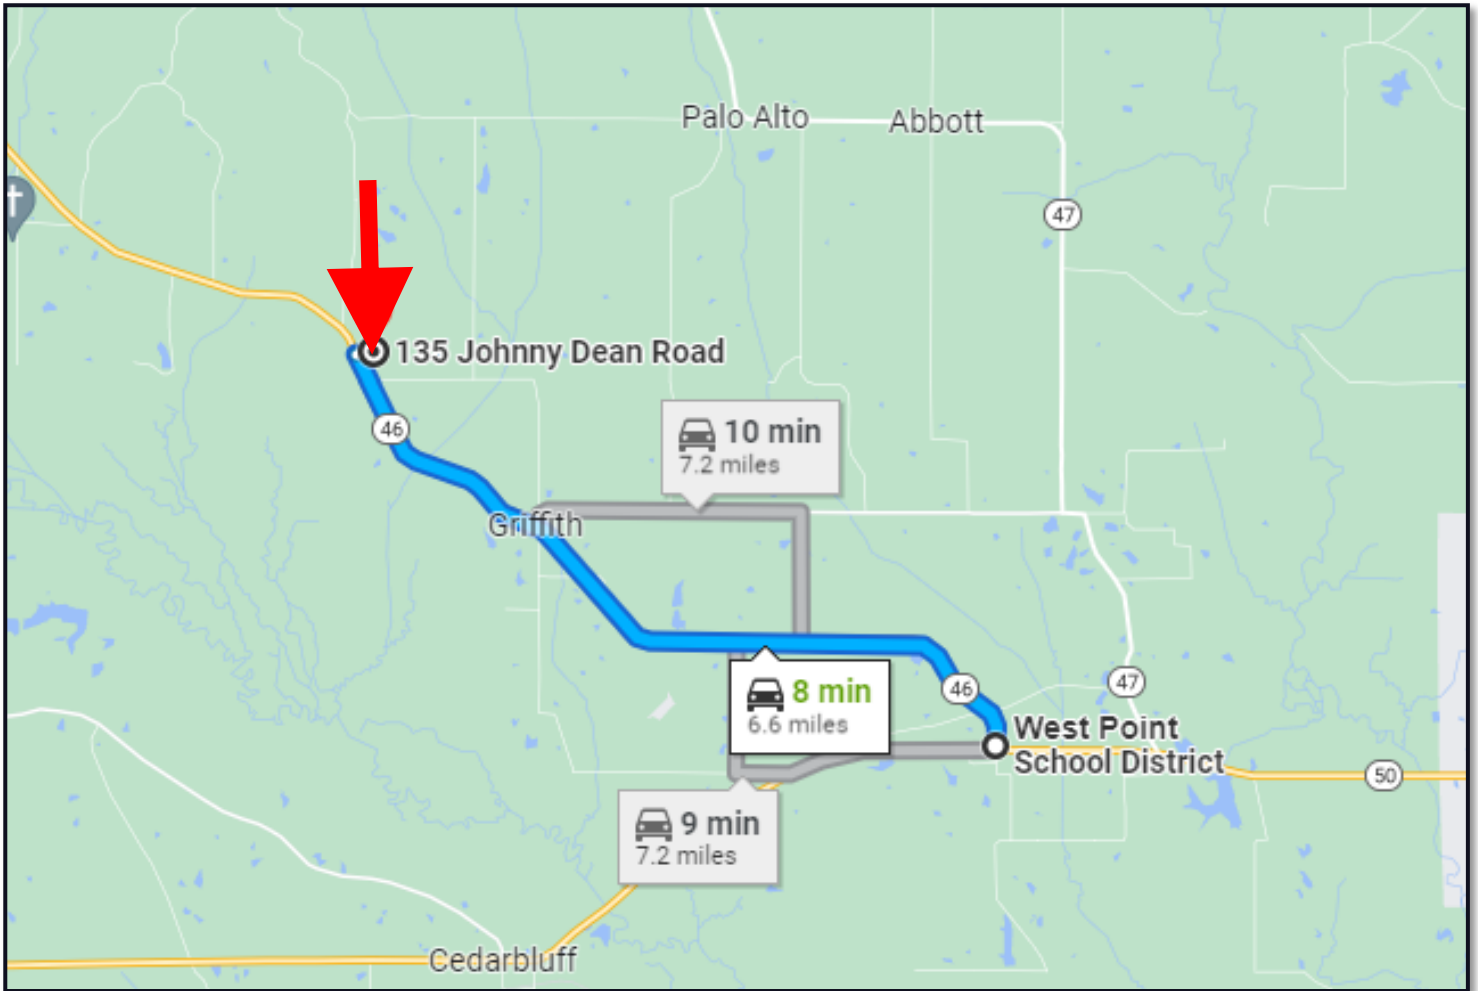 Palo Alto
Abbott
47
135 Johnny Dean Road
46
10 min
7.2 miles
Griffith
8 min
6.6 miles
46
47
West Point
School District
50
9 min
7.2 miles
Cedarbluff